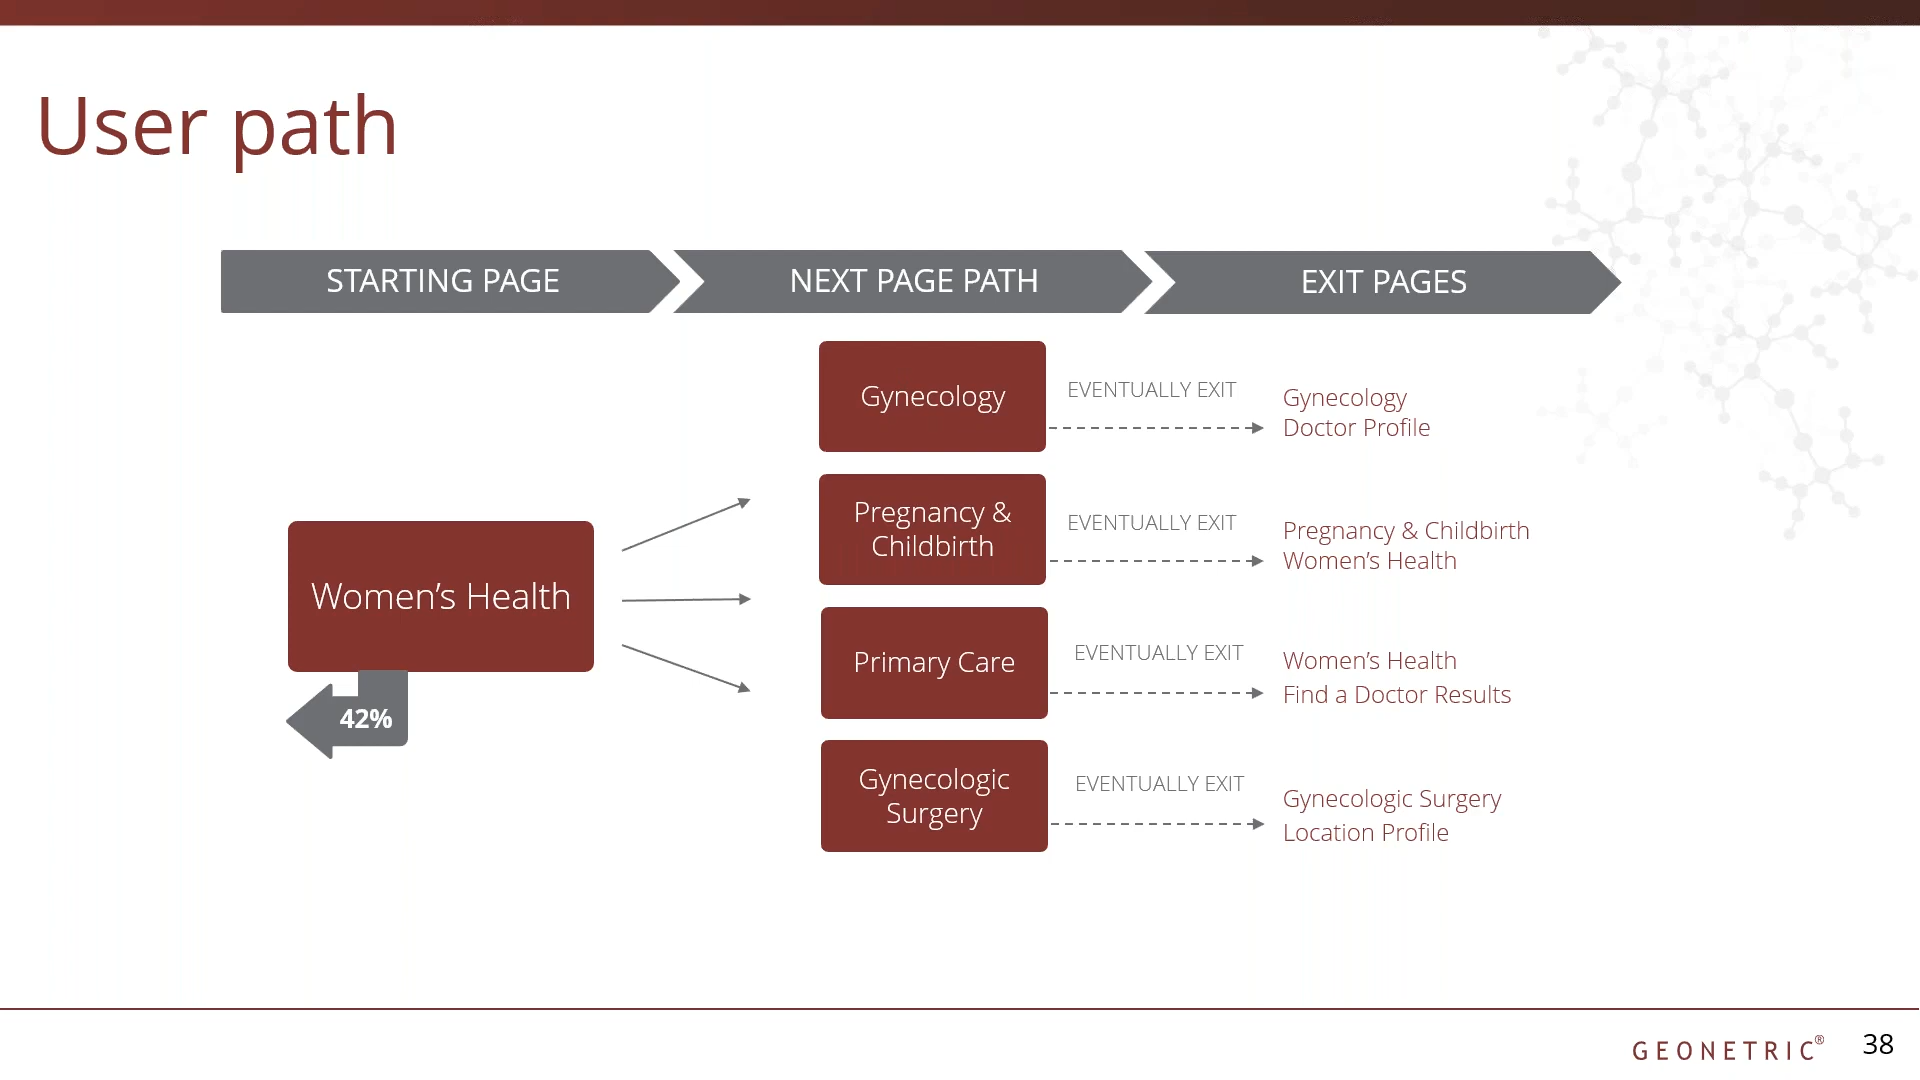 User path
STARTING PAGE
NEXT PAGE PATH
EXIT PAGES
Women’s Health
42%
Gynecology
EVENTUALLY EXIT
Gynecology
Doctor Profile
Pregnancy &
Childbirth
EVENTUALLY EXIT
Pregnancy & Childbirth
Women’s Health
Primary Care
EVENTUALLY EXIT
Women’s Health
Find a Doctor Results
Gynecologic
Surgery
EVENTUALLY EXIT
Gynecologic Surgery
Location Profile
GEONETRIC®
38